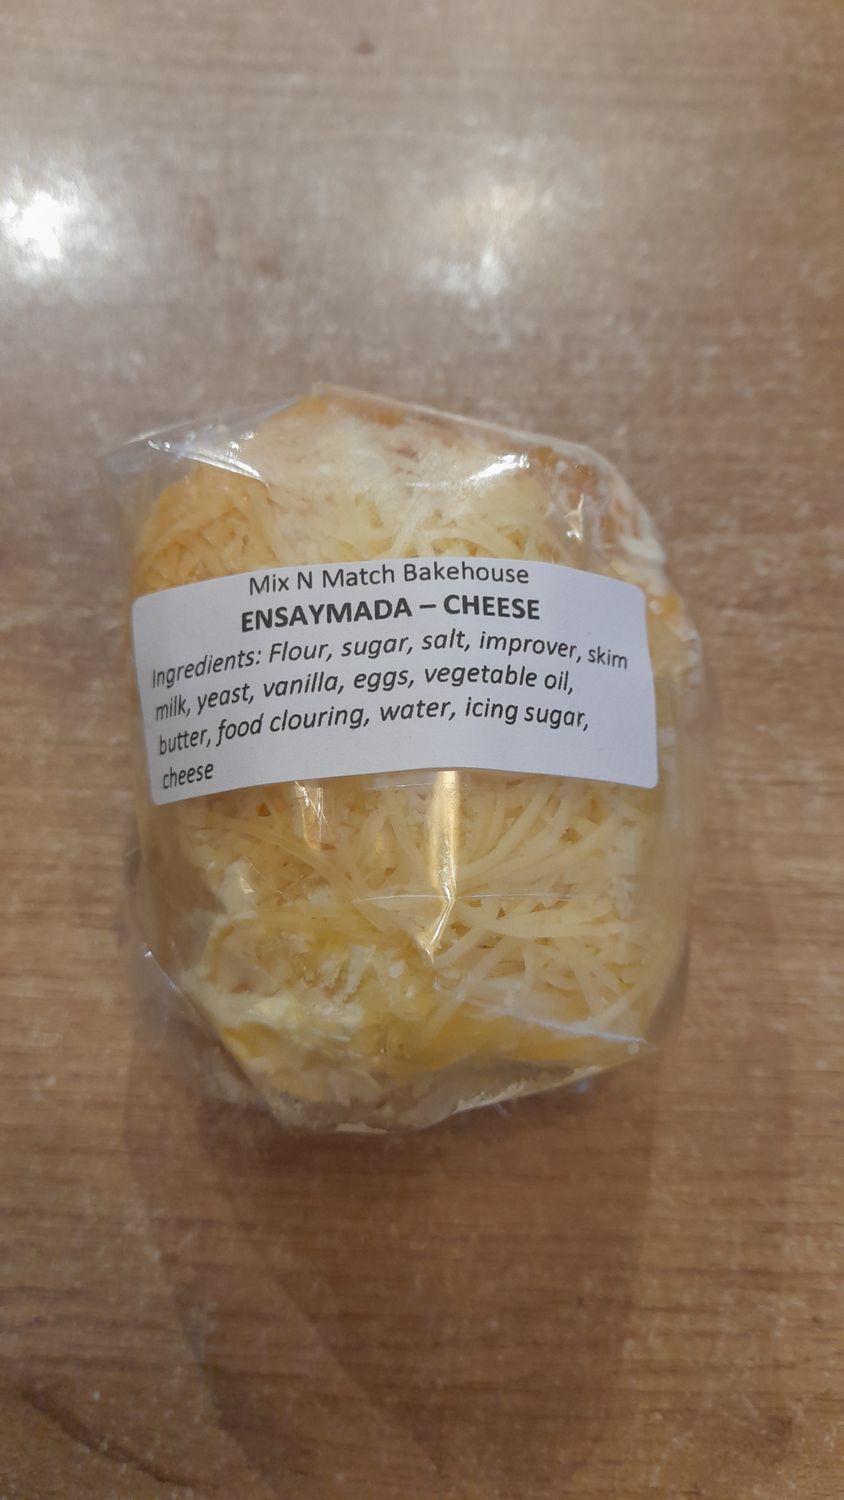 Mix N Match Bakehouse
ENSAYMADA – CHEESE
Ingredients: Flour, sugar, salt, improver, skim
milk, yeast, vanilla, eggs, vegetable oil,
butter, food clouring, water, icing sugar,
cheese